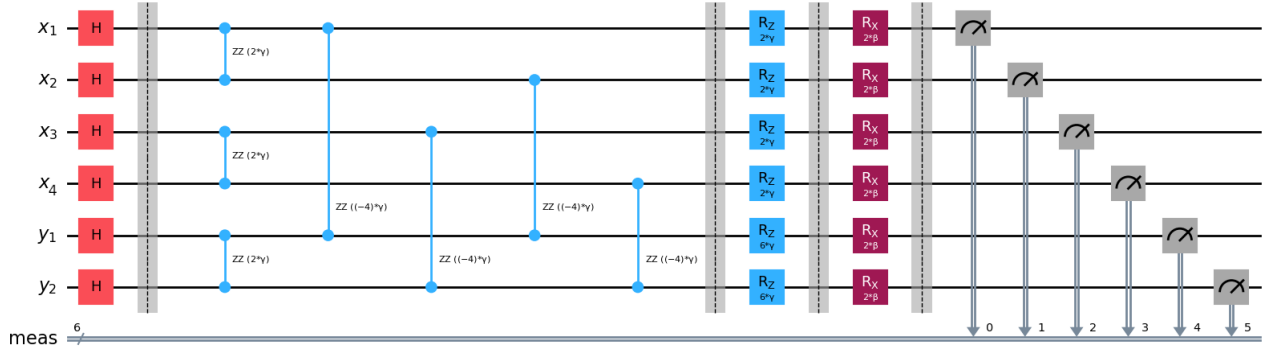 x1 H ZZ (2*γ) RZ 2*γ RX 2*β
x2 H RZ 2*γ RX 2*β
x3 H ZZ (2*γ) RZ 2*γ RX 2*β
x4 H ZZ ((−4)*γ) ZZ ((−4)*γ) RZ 2*γ RX 2*β
y1 H ZZ (2*γ) RZ 6*γ RX 2*β
y2 H ZZ ((−4)*γ) ZZ ((−4)*γ) RZ 6*γ RX 2*β
meas 6 0 1 2 3 4 5